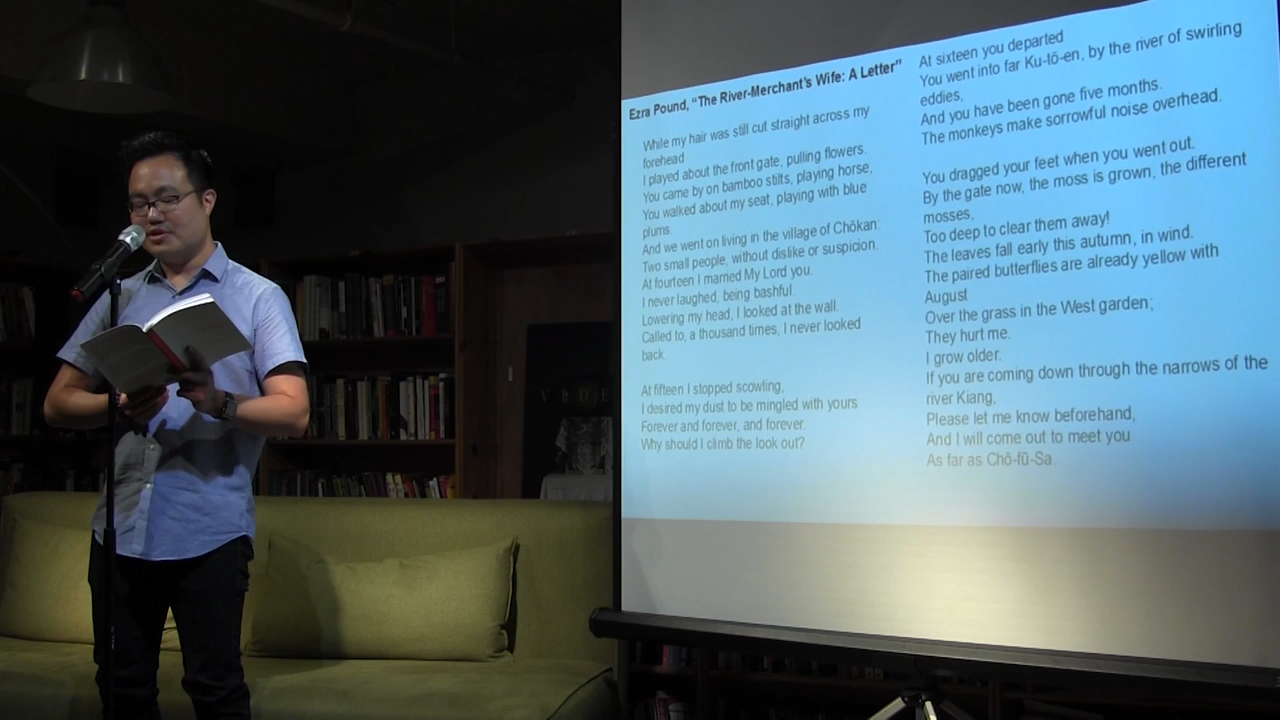 Ezra Pound, "The River-Merchant's Wife: A Letter"
While my hair was still cut straight across my
forehead
I played about the front gate, pulling flowers.
You came by on bamboo stilts, playing horse,
You walked about my seat, playing with blue
plums.
And we went on living in the village of Chōkan:
Two small people, without dislike or suspicion.
At fourteen I married My Lord you.
I never laughed, being bashful.
Lowering my head, I looked at the wall.
Called to, a thousand times, I never looked
back.
At fifteen I stopped scowling,
I desired my dust to be mingled with yours
Forever and forever, and forever.
Why should I climb the look out?
At sixteen you departed
You went into far Ku-tō-en, by the river of swirling
eddies,
And you have been gone five months.
The monkeys make sorrowful noise overhead.
You dragged your feet when you went out.
By the gate now, the moss is grown, the different
mosses,
Too deep to clear them away!
The leaves fall early this autumn, in wind.
The paired butterflies are already yellow with
August
Over the grass in the West garden;
They hurt me.
I grow older.
If you are coming down through the narrows of the
river Kiang,
Please let me know beforehand,
And I will come out to meet you
As far as Chō-fū-Sa.